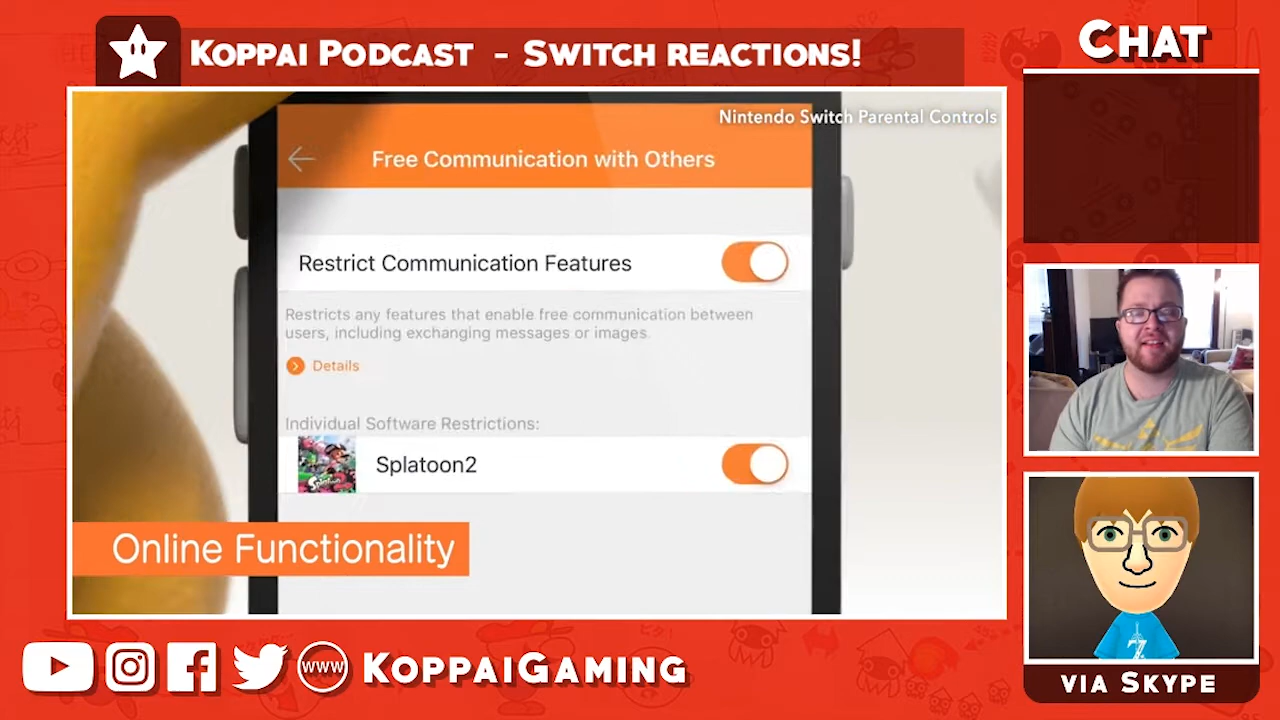 Koppai Podcast - Switch reactions!
Chat
Nintendo Switch Parental Controls
Free Communication with Others
Restrict Communication Features
Restricts any features that enable free communication between
users, including exchanging messages or images.
Details
Individual Software Restrictions:
Splatoon
Splatoon2
Online Functionality
www
KoppaiGaming
via Skype